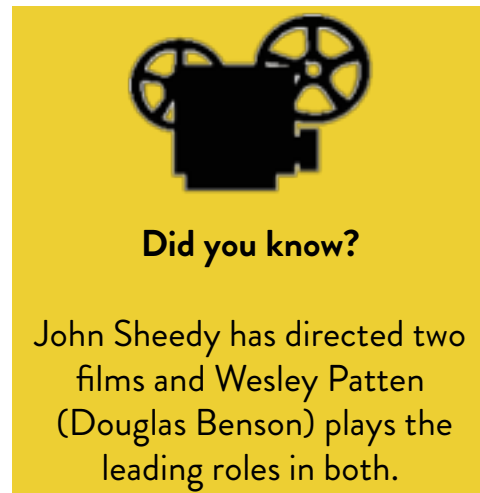 Did you know?
John Sheedy has directed two
films and Wesley Patten
(Douglas Benson) plays the
leading roles in both.